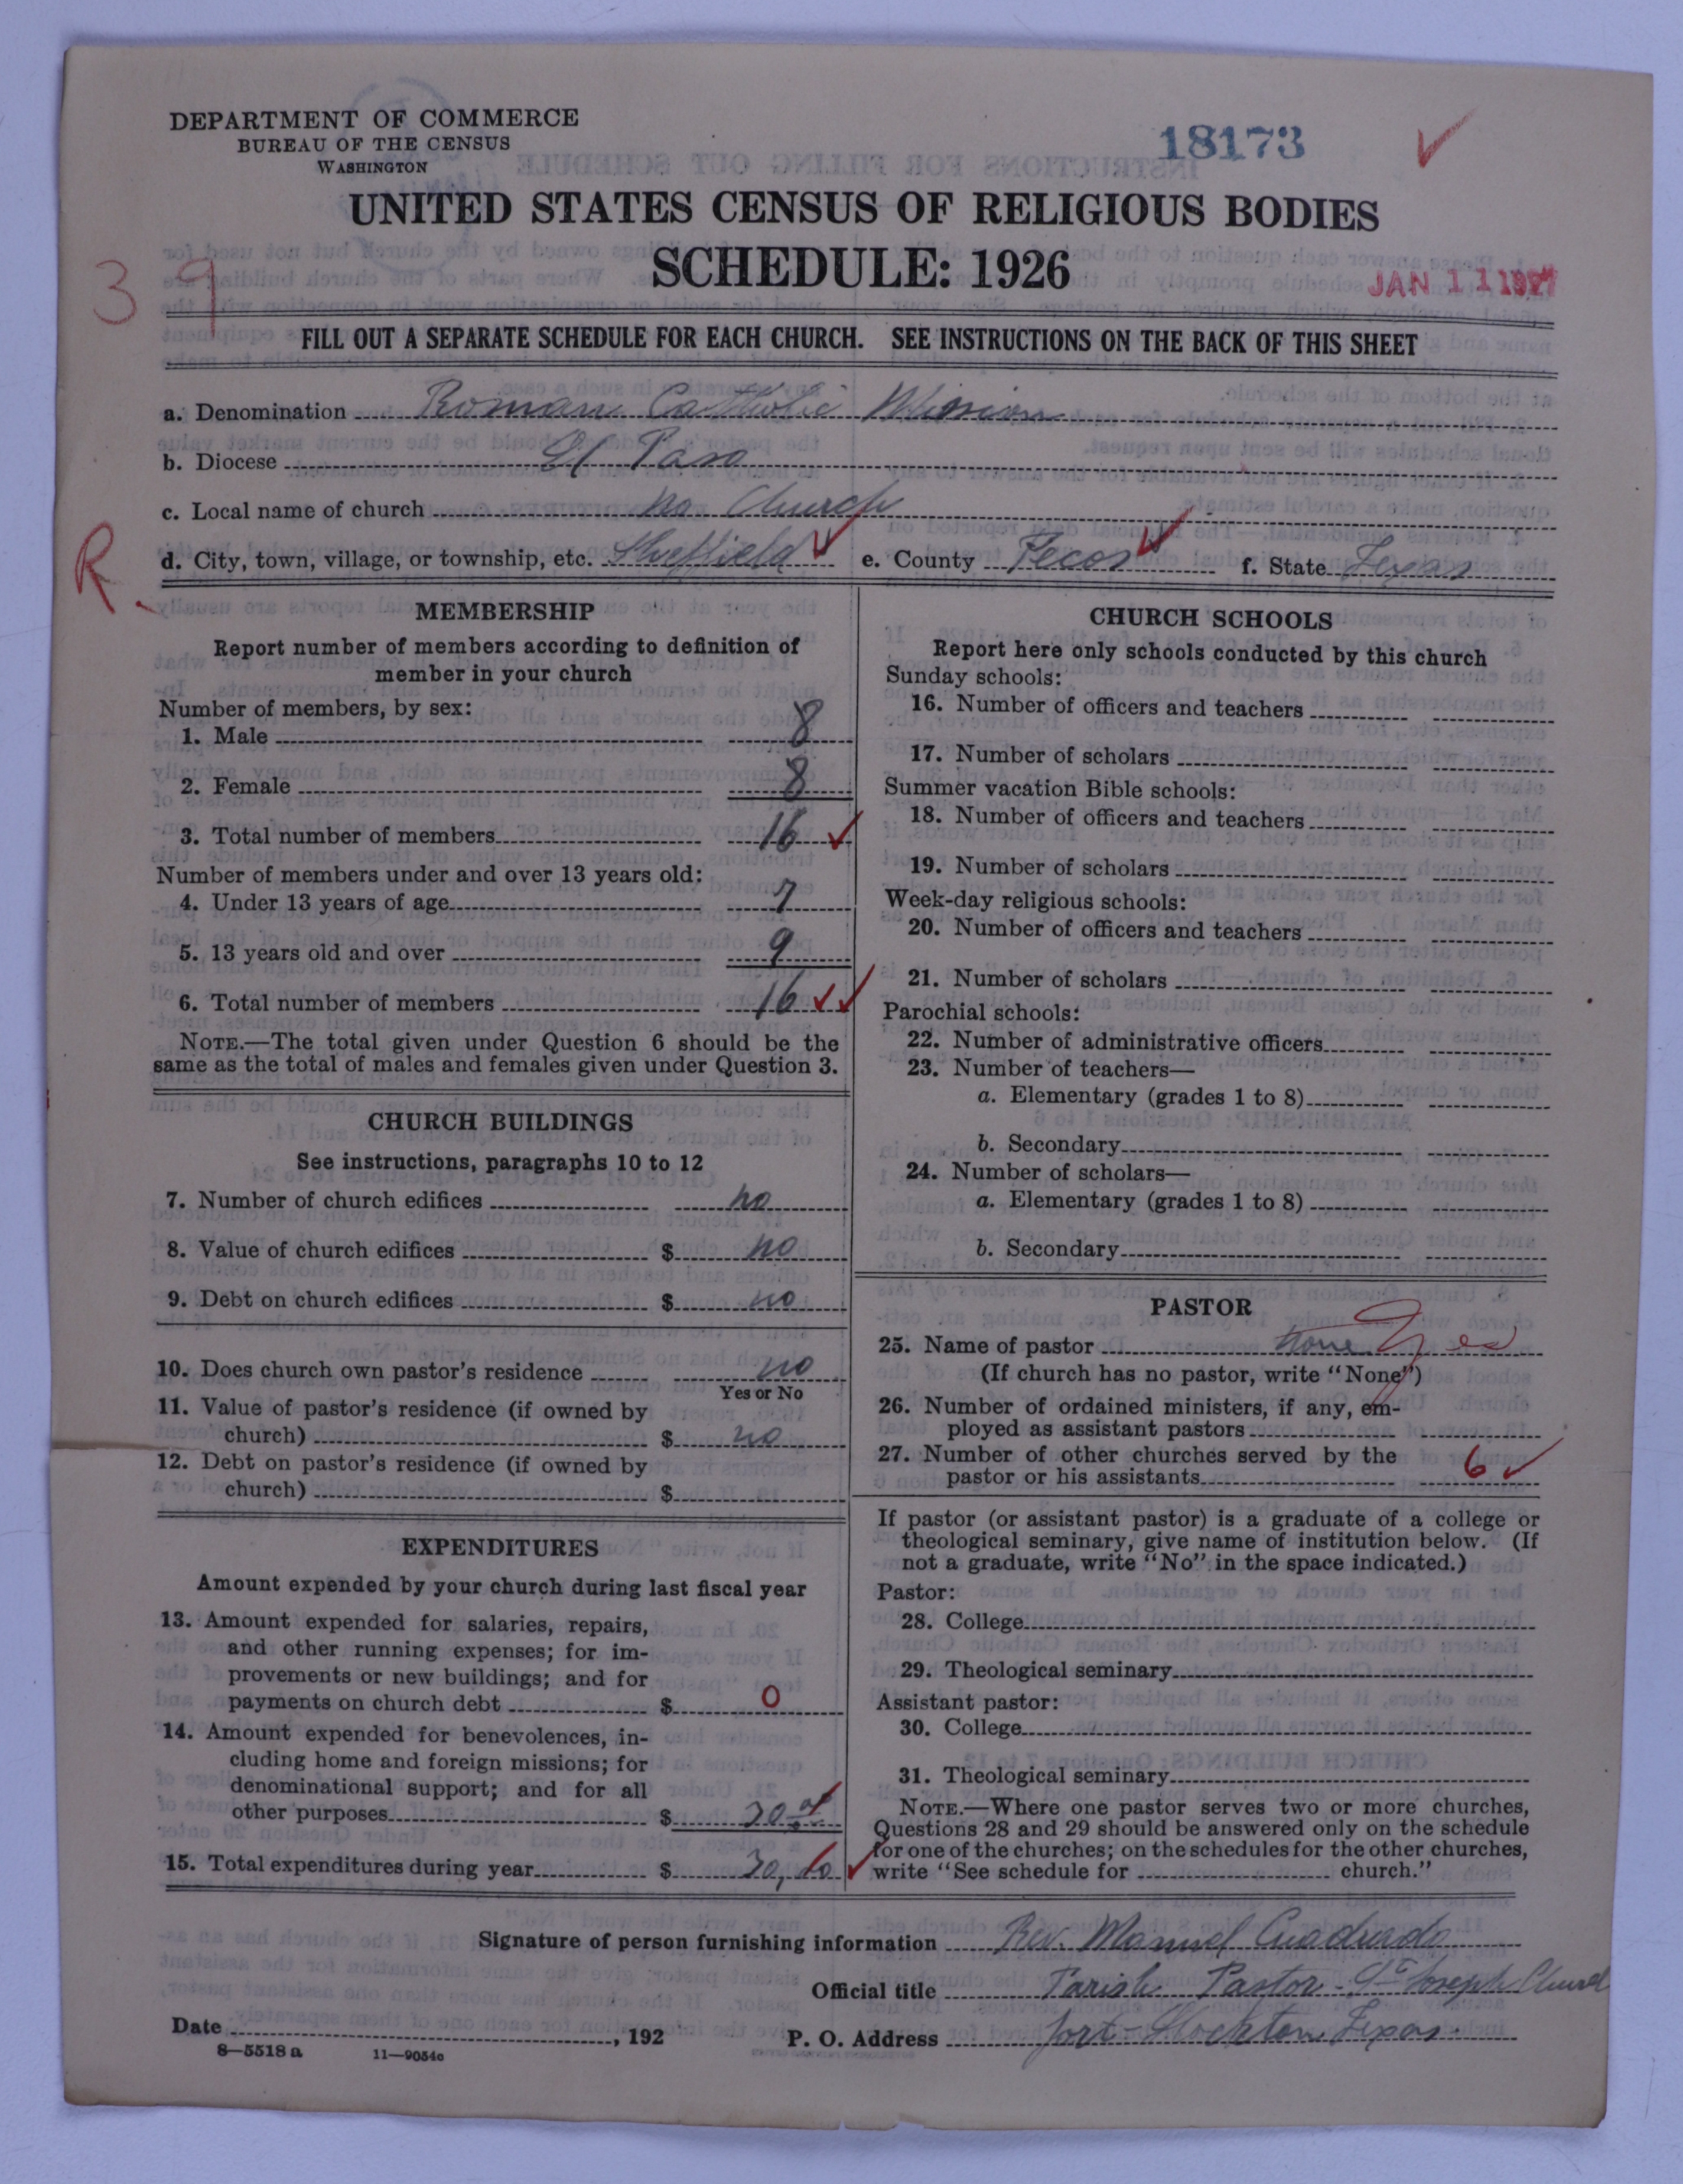 DEPARTMENT OF COMMERCE
BUREAU OF THE CENSUS
WASHINGTON
18173
UNITED STATES CENSUS OF RELIGIOUS BODIES
SCHEDULE: 1926
JAN 11 1927
39
FILL OUT A SEPARATE SCHEDULE FOR EACH CHURCH. SEE INSTRUCTIONS ON THE BACK OF THIS SHEET
a. Denomination Roman Catholic Mission
b. Diocese El Paso
c. Local name of church no Church
R.
d. City, town, village, or township, etc. Sheffield e. County Pecos f. State Texas
MEMBERSHIP
Report number of members according to definition of
member in your church
Number of members, by sex:
1. Male 8
2. Female 8
3. Total number of members 16
Number of members under and over 13 years old:
4. Under 13 years of age 7
5. 13 years old and over 9
6. Total number of members 16
NOTE.—The total given under Question 6 should be the
same as the total of males and females given under Question 3.
CHURCH BUILDINGS
See instructions, paragraphs 10 to 12
7. Number of church edifices no
8. Value of church edifices $ no
9. Debt on church edifices $ no
10. Does church own pastor's residence no
Yes or No
11. Value of pastor's residence (if owned by
church) $ no
12. Debt on pastor's residence (if owned by
church) $
EXPENDITURES
Amount expended by your church during last fiscal year
13. Amount expended for salaries, repairs,
and other running expenses; for im-
provements or new buildings; and for
payments on church debt $ 0
14. Amount expended for benevolences, in-
cluding home and foreign missions; for
denominational support; and for all
other purposes $ 30
15. Total expenditures during year $ 30,00
CHURCH SCHOOLS
Report here only schools conducted by this church
Sunday schools:
16. Number of officers and teachers
17. Number of scholars
Summer vacation Bible schools:
18. Number of officers and teachers
19. Number of scholars
Week-day religious schools:
20. Number of officers and teachers
21. Number of scholars
Parochial schools:
22. Number of administrative officers
23. Number of teachers—
a. Elementary (grades 1 to 8)
b. Secondary
24. Number of scholars—
a. Elementary (grades 1 to 8)
b. Secondary
PASTOR
25. Name of pastor none Yes
(If church has no pastor, write "None")
26. Number of ordained ministers, if any, em-
ployed as assistant pastors
27. Number of other churches served by the
pastor or his assistants 6
If pastor (or assistant pastor) is a graduate of a college or
theological seminary, give name of institution below. (If
not a graduate, write "No" in the space indicated.)
Pastor:
28. College
29. Theological seminary
Assistant pastor:
30. College
31. Theological seminary
NOTE.—Where one pastor serves two or more churches,
Questions 28 and 29 should be answered only on the schedule
for one of the churches; on the schedules for the other churches,
write "See schedule for church."
Signature of person furnishing information Rev. Manuel Cuadrado
Official title Parish Pastor - St Joseph Church
Date , 192 P. O. Address Fort-Stockton Texas.
8—5518 a 11—9054c